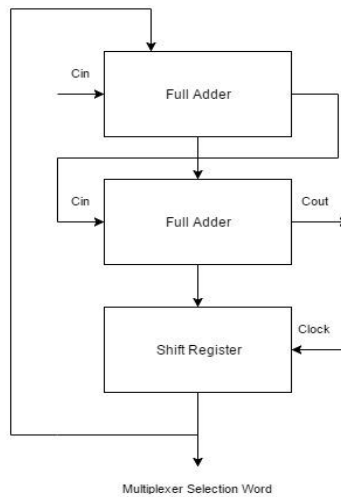 Cin
Full Adder
Cin
Full Adder
Cout
Shift Register
Clock
Multiplexer Selection Word